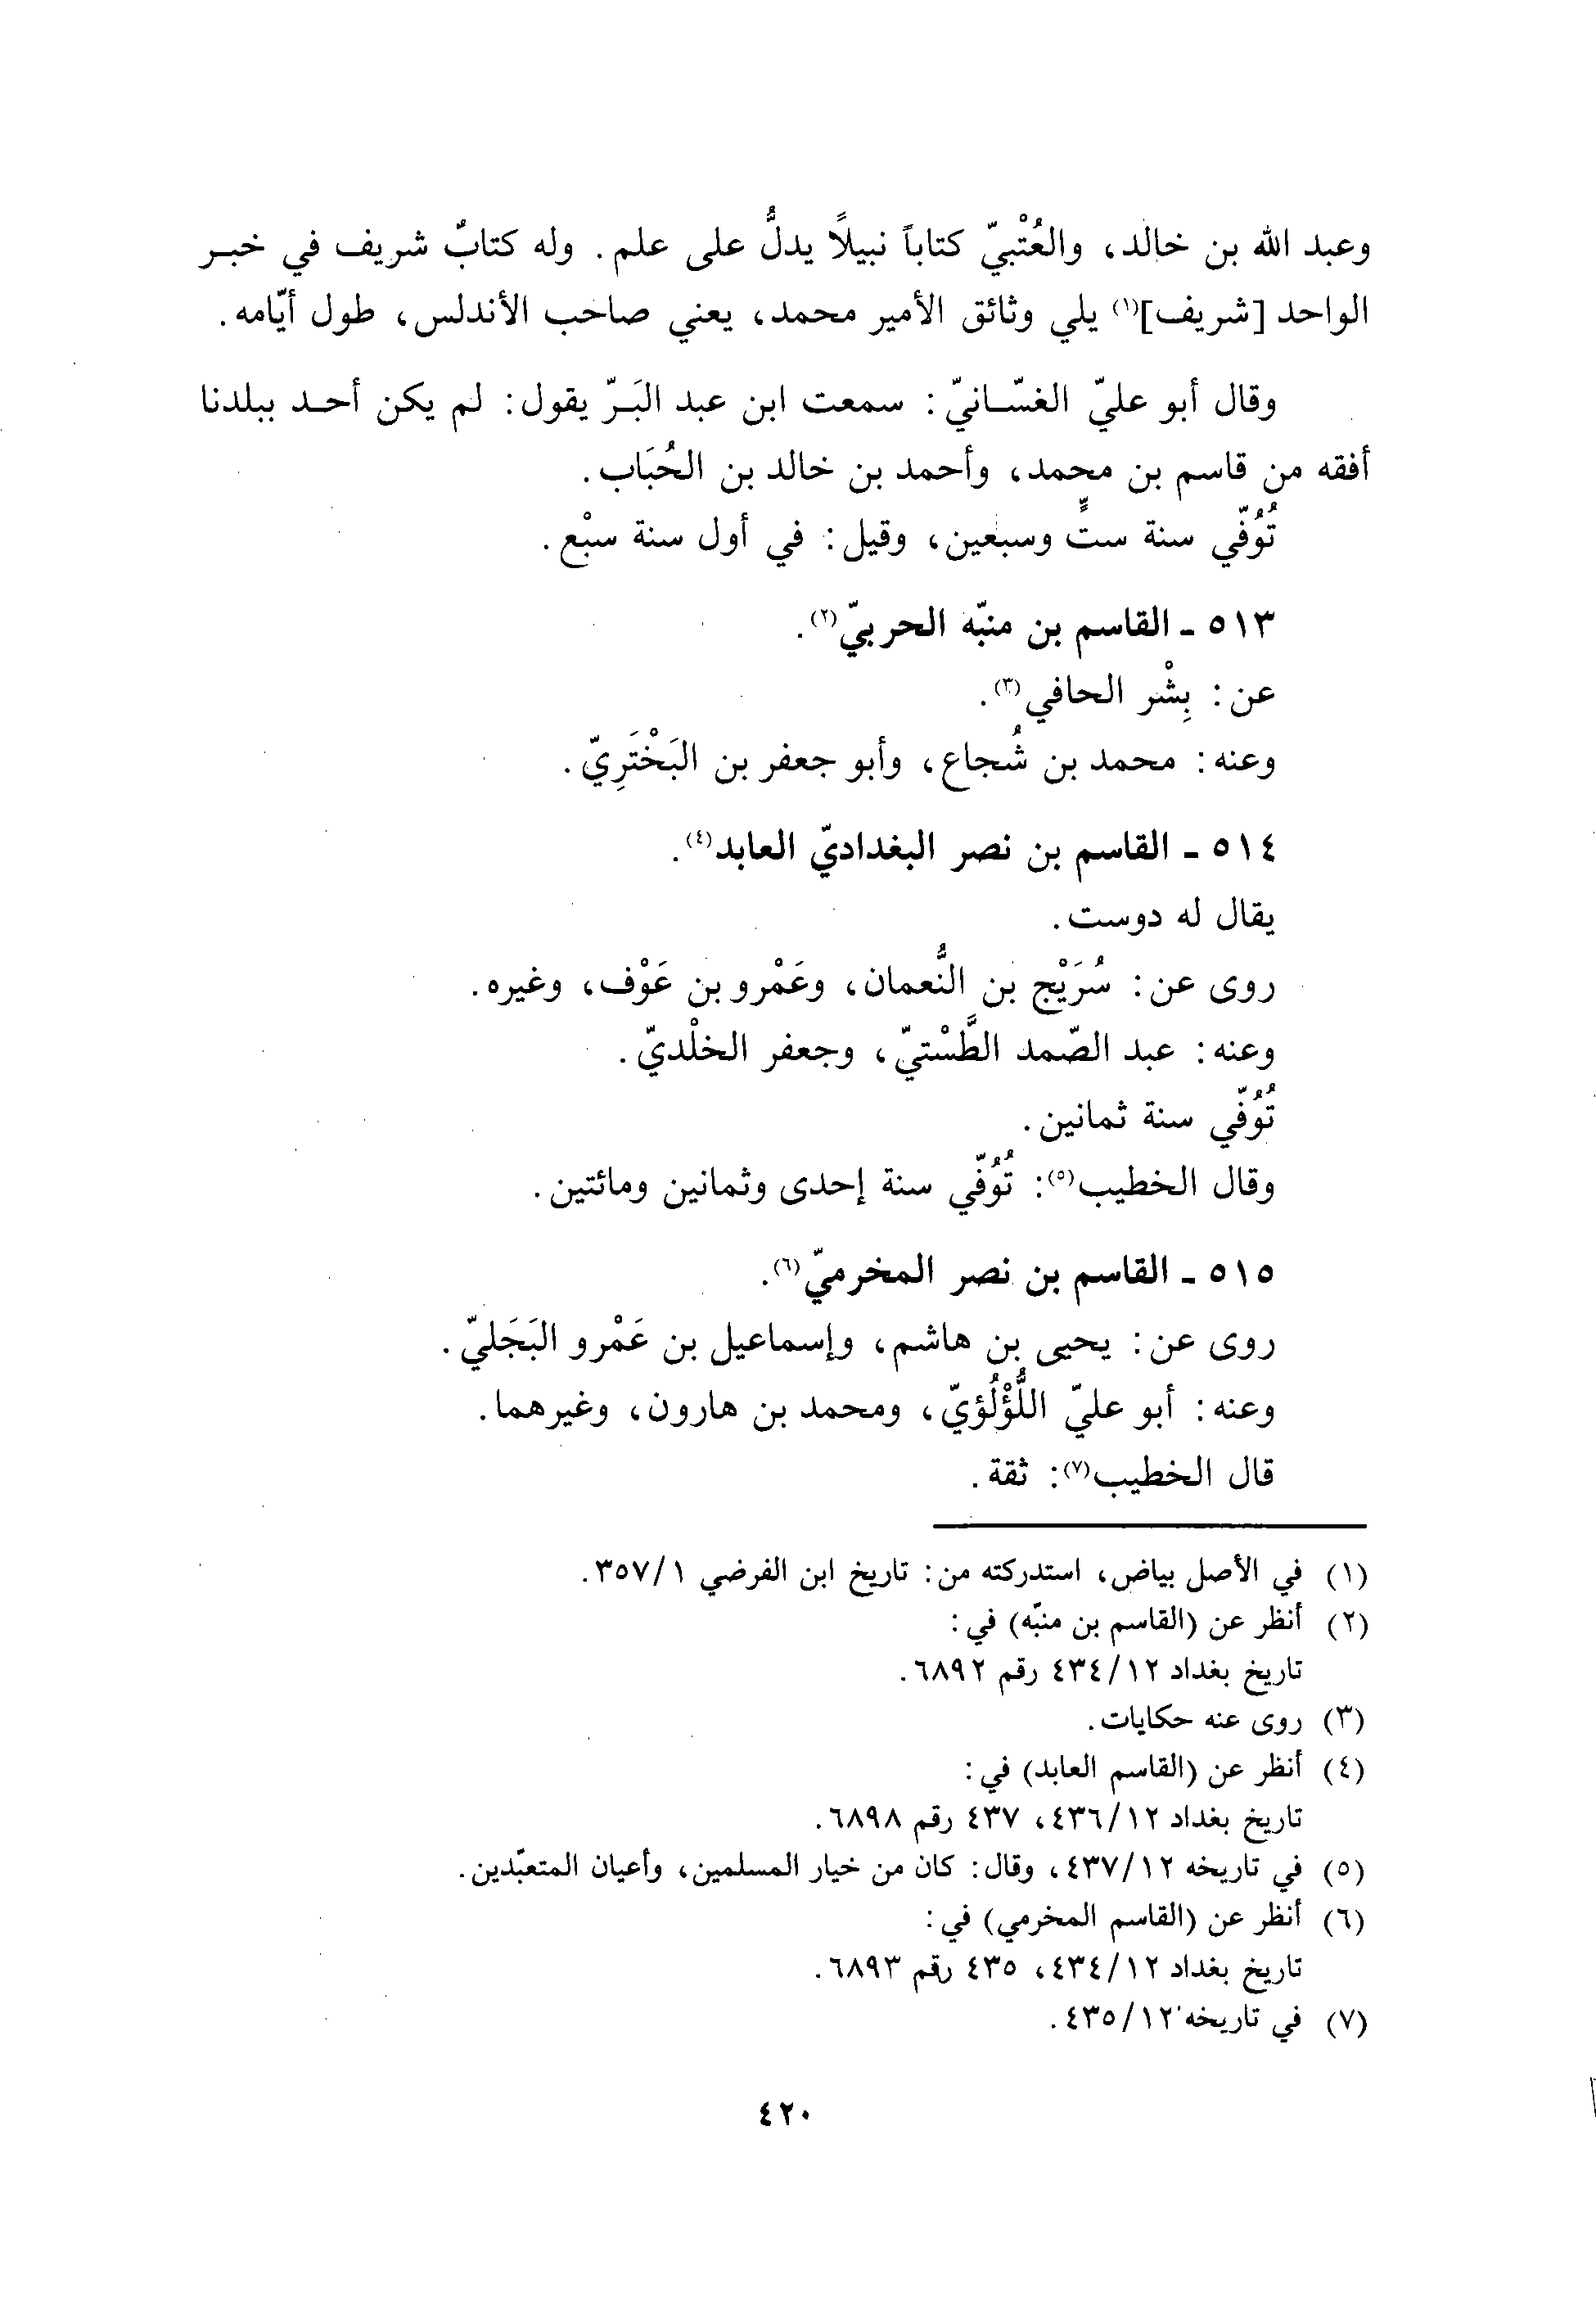 وعبد الله بن خالد، والعُتْبيّ كتاباً نبيلًا يدلُّ على علم. وله كتابٌ شريف في خبر
الواحد [شريف]⁽١⁾ يلي وثائق الأمير محمد، يعني صاحب الأندلس، طول أيّامه.
وقال أبو عليّ الغسّانيّ: سمعت ابن عبد البَرّ يقول: لم يكن أحد ببلدنا
أفقه من قاسم بن محمد، وأحمد بن خالد بن الحُبَاب.
تُوُفّي سنة ستٍّ وسبعين، وقيل: في أول سنة سبْع.
٥١٣ - القاسم بن منبّه الحربيّ⁽٢⁾.
عن: بِشْر الحافي⁽٣⁾.
وعنه: محمد بن شُجاع، وأبو جعفر بن البَخْتَرِيّ.
٥١٤ - القاسم بن نصر البغداديّ العابد⁽٤⁾.
يقال له دوست.
روى عن: سُرَيْج بن النُّعمان، وعَمْرو بن عَوْف، وغيره.
وعنه: عبد الصّمد الطَّسْتيّ، وجعفر الخلْديّ.
تُوُفّي سنة ثمانين.
وقال الخطيب⁽٥⁾: تُوُفّي سنة إحدى وثمانين ومائتين.
٥١٥ - القاسم بن نصر المخرميّ⁽٦⁾.
روى عن: يحيى بن هاشم، وإسماعيل بن عَمْرو البَجَليّ.
وعنه: أبو عليّ اللُّؤْلُؤيّ، ومحمد بن هارون، وغيرهما.
قال الخطيب⁽٧⁾: ثقة.
(١) في الأصل بياض، استدركته من: تاريخ ابن الفرضي ٣٥٧/١.
(٢) أنظر عن (القاسم بن منبّه) في:
تاريخ بغداد ٤٣٤/١٢ رقم ٦٨٩٢.
(٣) روى عنه حكايات.
(٤) أنظر عن (القاسم العابد) في:
تاريخ بغداد ٤٣٦/١٢، ٤٣٧ رقم ٦٨٩٨.
(٥) في تاريخه ٤٣٧/١٢، وقال: كان من خيار المسلمين، وأعيان المتعبّدين.
(٦) أنظر عن (القاسم المخرمي) في:
تاريخ بغداد ٤٣٤/١٢، ٤٣٥ رقم ٦٨٩٣.
(٧) في تاريخه ٤٣٥/١٢.
٤٢٠